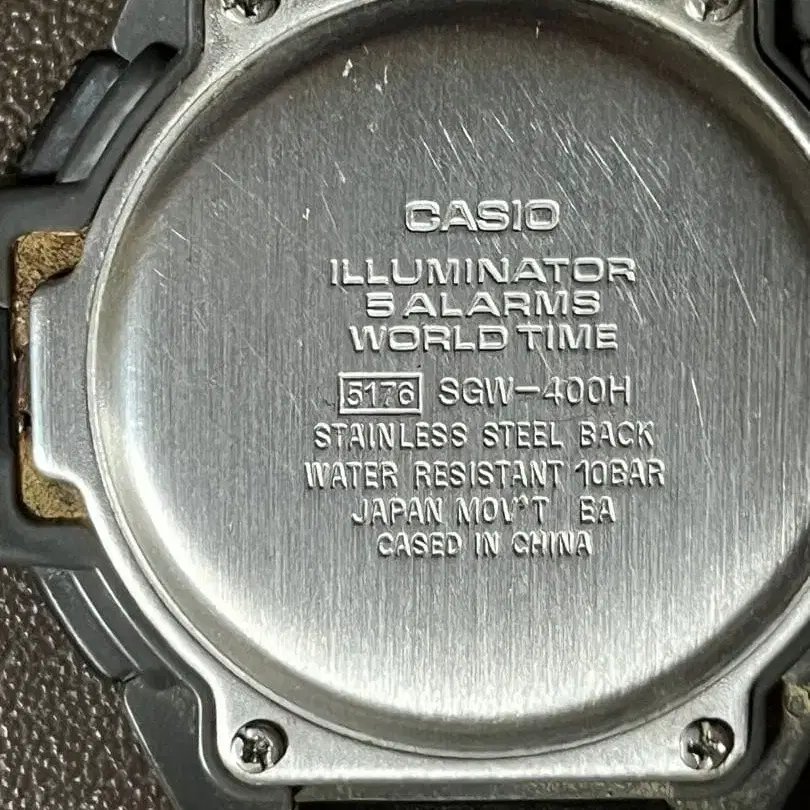 CASIO
ILLUMINATOR
5 ALARMS
WORLD TIME
5176 SGW-400H
STAINLESS STEEL BACK
WATER RESISTANT 10BAR
JAPAN MOV'T EA
CASED IN CHINA